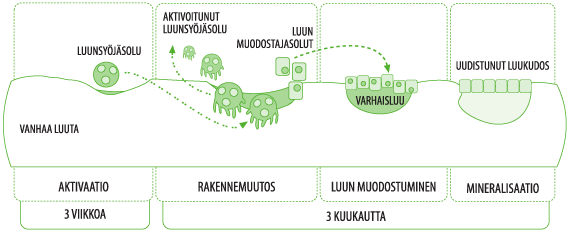 LUUNSYÖJÄSOLU
AKTIVOITUNUT
LUUNSYÖJÄSOLU
LUUN
MUODOSTAJASOLUT
VARHAISLUU
UUDISTUNUT LUUKUDOS
VANHAA LUUTA
AKTIVAATIO
RAKENNEMUUTOS
LUUN MUODOSTUMINEN
MINERALISAATIO
3 VIIKKOA
3 KUUKAUTTA